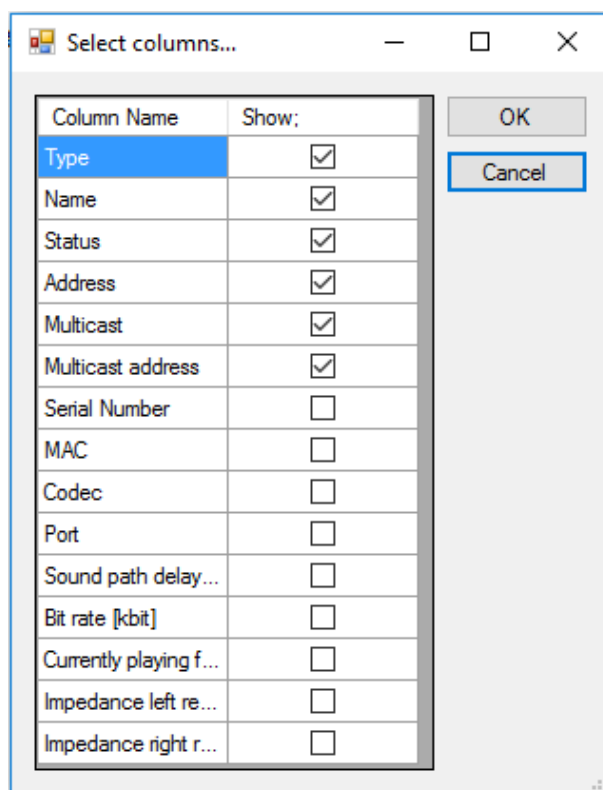 Select columns...
Column Name Show;
OK
Cancel
Type
Name
Status
Address
Multicast
Multicast address
Serial Number
MAC
Codec
Port
Sound path delay...
Bit rate [kbit]
Currently playing f...
Impedance left re...
Impedance right r...